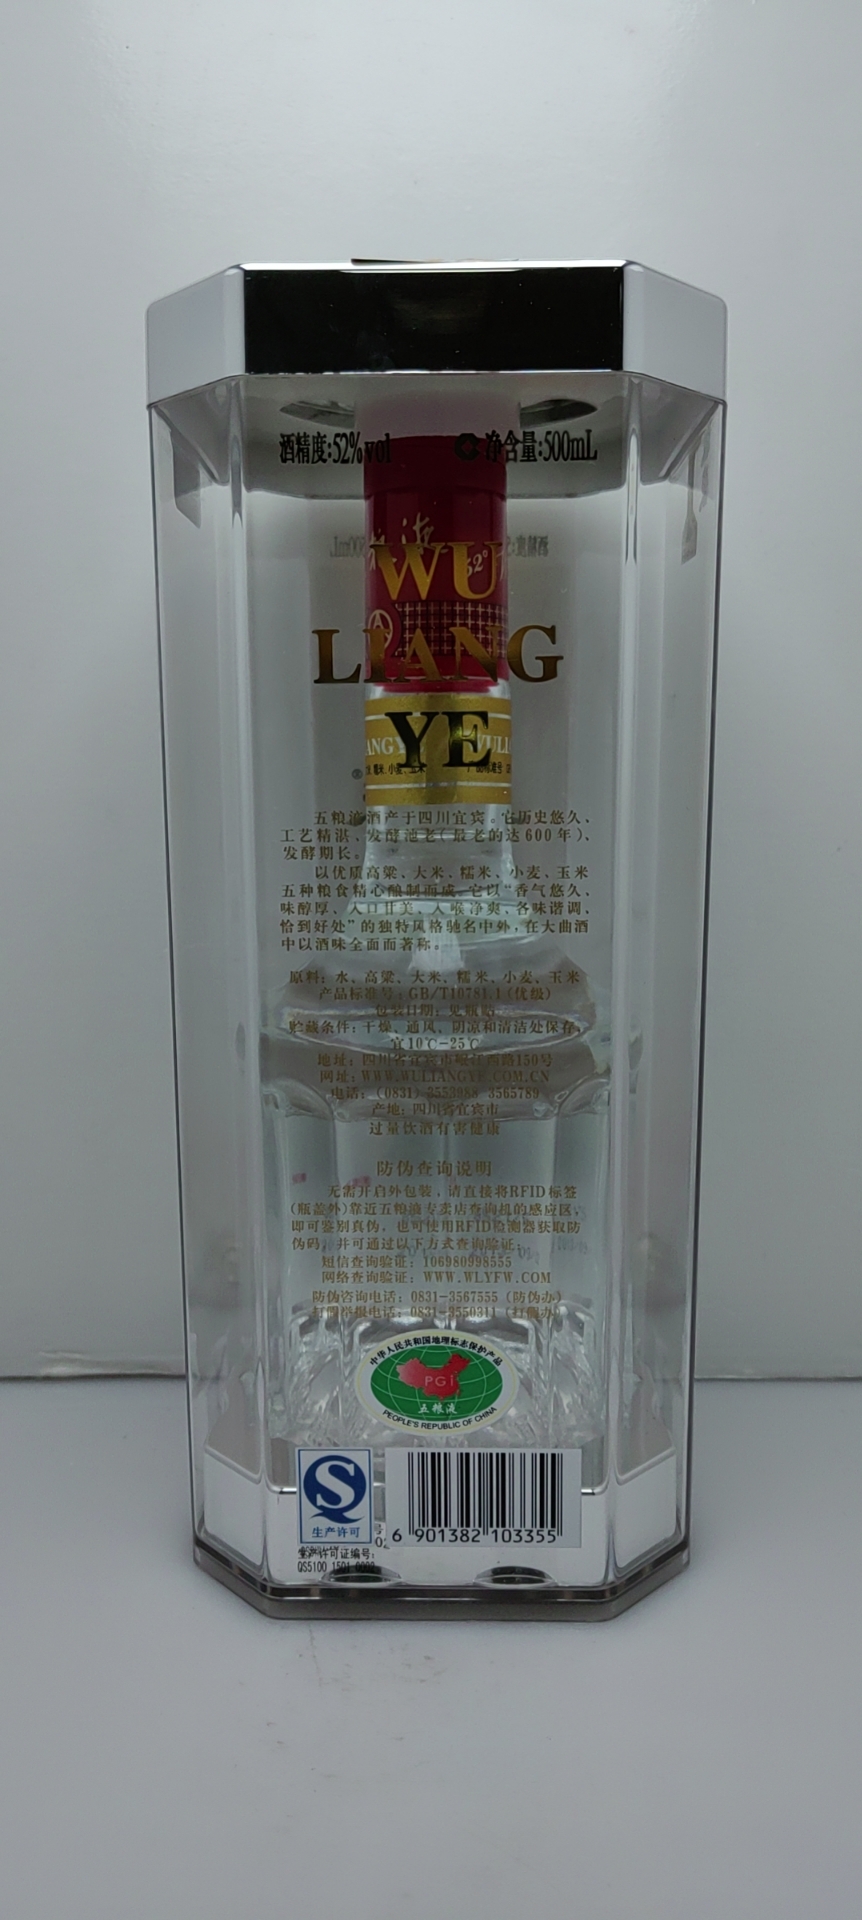 酒精度:52%vol 净含量:500mL
52°
WU
LIANG
YE
五粮液酒产于四川宜宾。它历史悠久、
工艺精湛、发酵池老(最老的达600年)、
发酵期长。
以优质高粱、大米、糯米、小麦、玉米
五种粮食精心酿制而成。它以“香气悠久、
味醇厚、入口甘美、入喉净爽、各味谐调、
恰到好处”的独特风格驰名中外,在大曲酒
中以酒味全面而著称。
原料: 水、高粱、大米、糯米、小麦、玉米
产品标准号: GB/T10781.1(优级)
包装日期: 见瓶贴
贮藏条件: 干燥、通风、阴凉和清洁处保存,
宜10℃-25℃
地址: 四川省宜宾市岷江西路150号
网址: WWW.WULIANGYE.COM.CN
电话: (0831) 3553988 3565789
产地: 四川省宜宾市
过量饮酒有害健康
防伪查询说明
无需开启外包装,请直接将RFID标签
(瓶盖外)靠近五粮液专卖店查询机的感应区,
即可鉴别真伪,也可使用RFID检测器获取防
伪码,并可通过以下方式查询验证:
短信查询验证: 106980998555
网络查询验证: WWW.WLYFW.COM
防伪咨询电话: 0831-3567555 (防伪办)
打假举报电话: 0831-3550311 (打假办)
中华人民共和国地理标志保护产品
PGI
五粮液
PEOPLE'S REPUBLIC OF CHINA
生产许可
6 901382 103355
生产许可证编号:
QS5100 1501